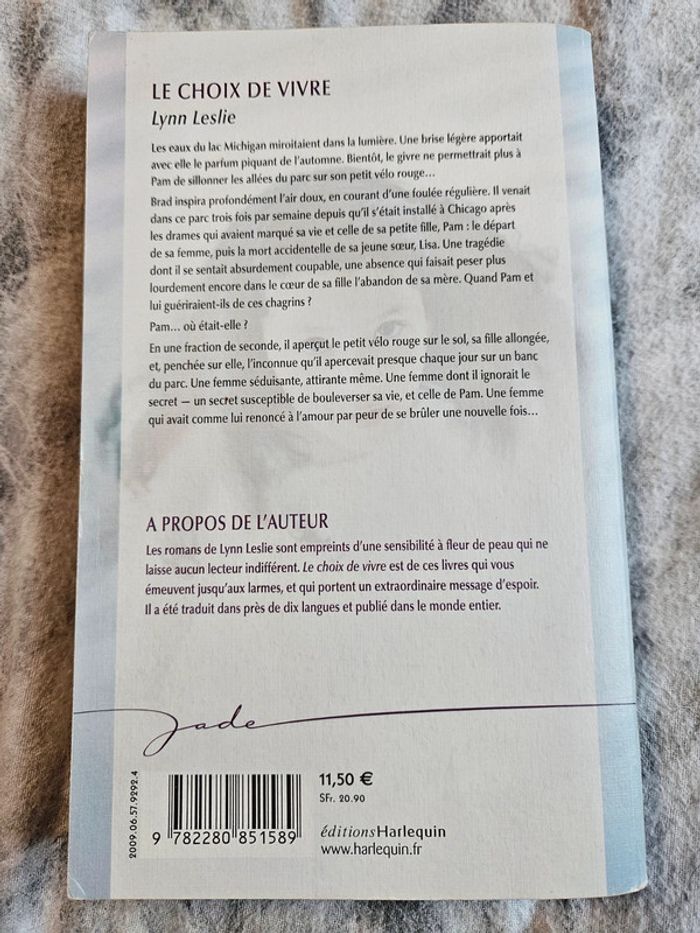 LE CHOIX DE VIVRE
Lynn Leslie
Les eaux du lac Michigan miroitaient dans la lumière. Une brise légère apportait
avec elle le parfum piquant de l'automne. Bientôt, le givre ne permettrait plus à
Pam de sillonner les allées du parc sur son petit vélo rouge...
Brad inspira profondément l'air doux, en courant d'une foulée régulière. Il venait
dans ce parc trois fois par semaine depuis qu'il s'était installé à Chicago après
les drames qui avaient marqué sa vie et celle de sa petite fille, Pam : le départ
de sa femme, puis la mort accidentelle de sa jeune sœur, Lisa. Une tragédie
dont il se sentait absurdement coupable, une absence qui faisait peser plus
lourdement encore dans le cœur de sa fille l'abandon de sa mère. Quand Pam et
lui guériraient-ils de ces chagrins ?
Pam... où était-elle ?
En une fraction de seconde, il aperçut le petit vélo rouge sur le sol, sa fille allongée,
et, penchée sur elle, l'inconnue qu'il apercevait presque chaque jour sur un banc
du parc. Une femme séduisante, attirante même. Une femme dont il ignorait le
secret — un secret susceptible de bouleverser sa vie, et celle de Pam. Une femme
qui avait comme lui renoncé à l'amour par peur de se brûler une nouvelle fois...
A PROPOS DE L'AUTEUR
Les romans de Lynn Leslie sont empreints d'une sensibilité à fleur de peau qui ne
laisse aucun lecteur indifférent. Le choix de vivre est de ces livres qui vous
émeuvent jusqu'aux larmes, et qui portent un extraordinaire message d'espoir.
Il a été traduit dans près de dix langues et publié dans le monde entier.
Jade
2009.06.57.9292.4
9 782280 851589
11,50 €
SFr. 20.90
éditionsHarlequin
www.harlequin.fr